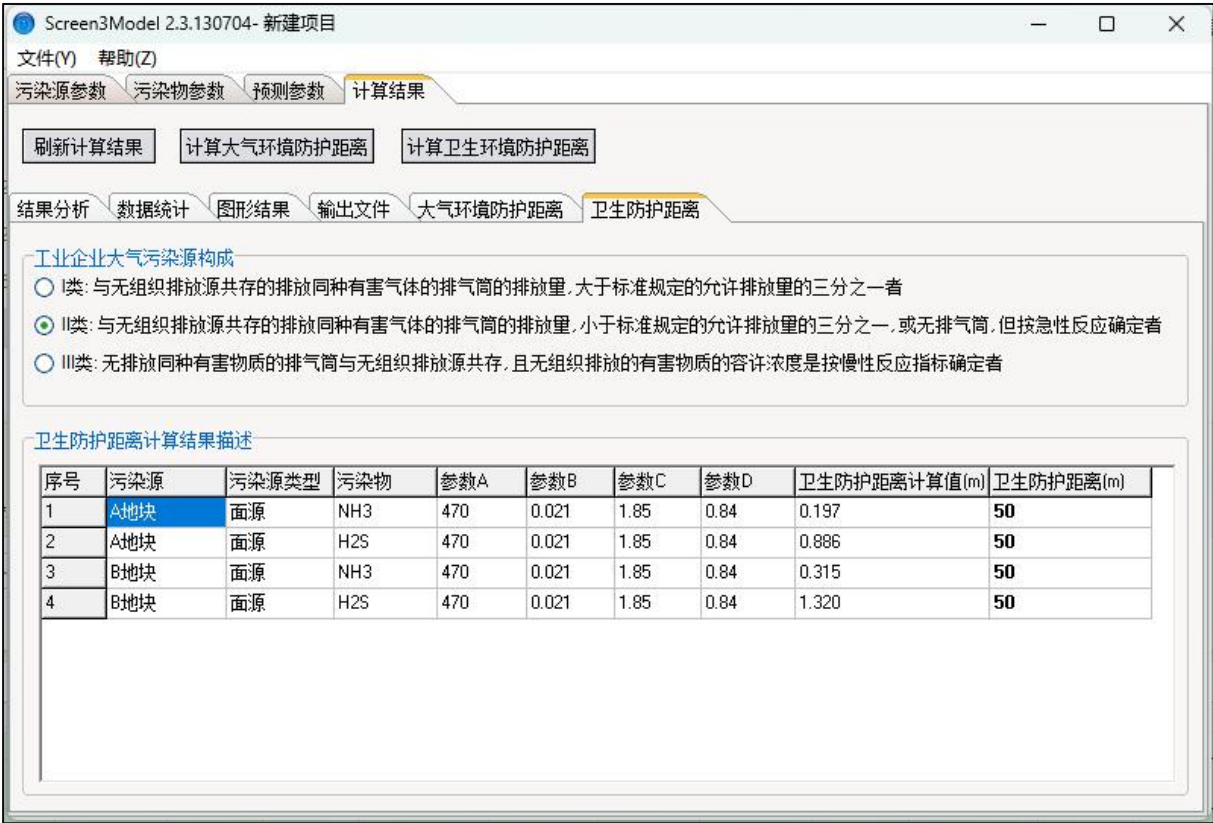 Screen3Model 2.3.130704- 新建项目
文件(Y) 帮助(Z)
污染源参数 污染物参数 预测参数 计算结果
刷新计算结果 计算大气环境防护距离 计算卫生环境防护距离
结果分析 数据统计 图形结果 输出文件 大气环境防护距离 卫生防护距离
工业企业大气污染源构成
I类: 与无组织排放源共存的排放同种有害气体的排气筒的排放量,大于标准规定的允许排放量的三分之一者
II类: 与无组织排放源共存的排放同种有害气体的排气筒的排放量,小于标准规定的允许排放量的三分之一,或无排气筒,但按急性反应确定者
III类: 无排放同种有害物质的排气筒与无组织排放源共存,且无组织排放的有害物质的容许浓度是按慢性反应指标确定者
卫生防护距离计算结果描述
序号 污染源 污染源类型 污染物 参数A 参数B 参数C 参数D 卫生防护距离计算值(m) 卫生防护距离(m)
1 A地块 面源 NH3 470 0.021 1.85 0.84 0.197 50
2 A地块 面源 H2S 470 0.021 1.85 0.84 0.886 50
3 B地块 面源 NH3 470 0.021 1.85 0.84 0.315 50
4 B地块 面源 H2S 470 0.021 1.85 0.84 1.320 50